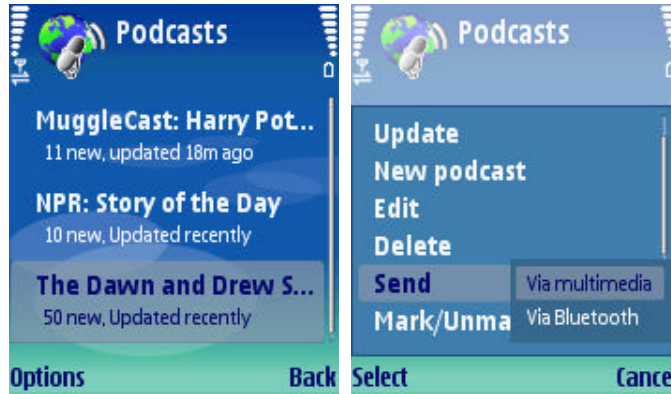 Podcasts
MuggleCast: Harry Pot...
11 new, updated 18m ago
NPR: Story of the Day
10 new, Updated recently
The Dawn and Drew S...
50 new, Updated recently
Options
Back
Podcasts
Update
New podcast
Edit
Delete
Send
Via multimedia
Via Bluetooth
Mark/Unma
Select
Cance